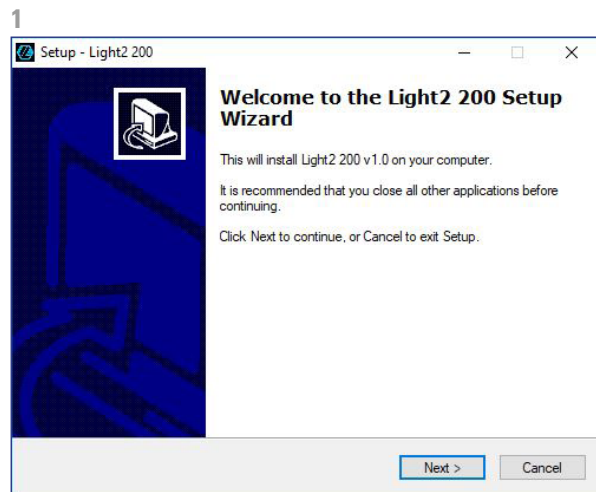 1
Setup - Light2 200
Welcome to the Light2 200 Setup
Wizard
This will install Light2 200 v1.0 on your computer.
It is recommended that you close all other applications before
continuing.
Click Next to continue, or Cancel to exit Setup.
Next >
Cancel